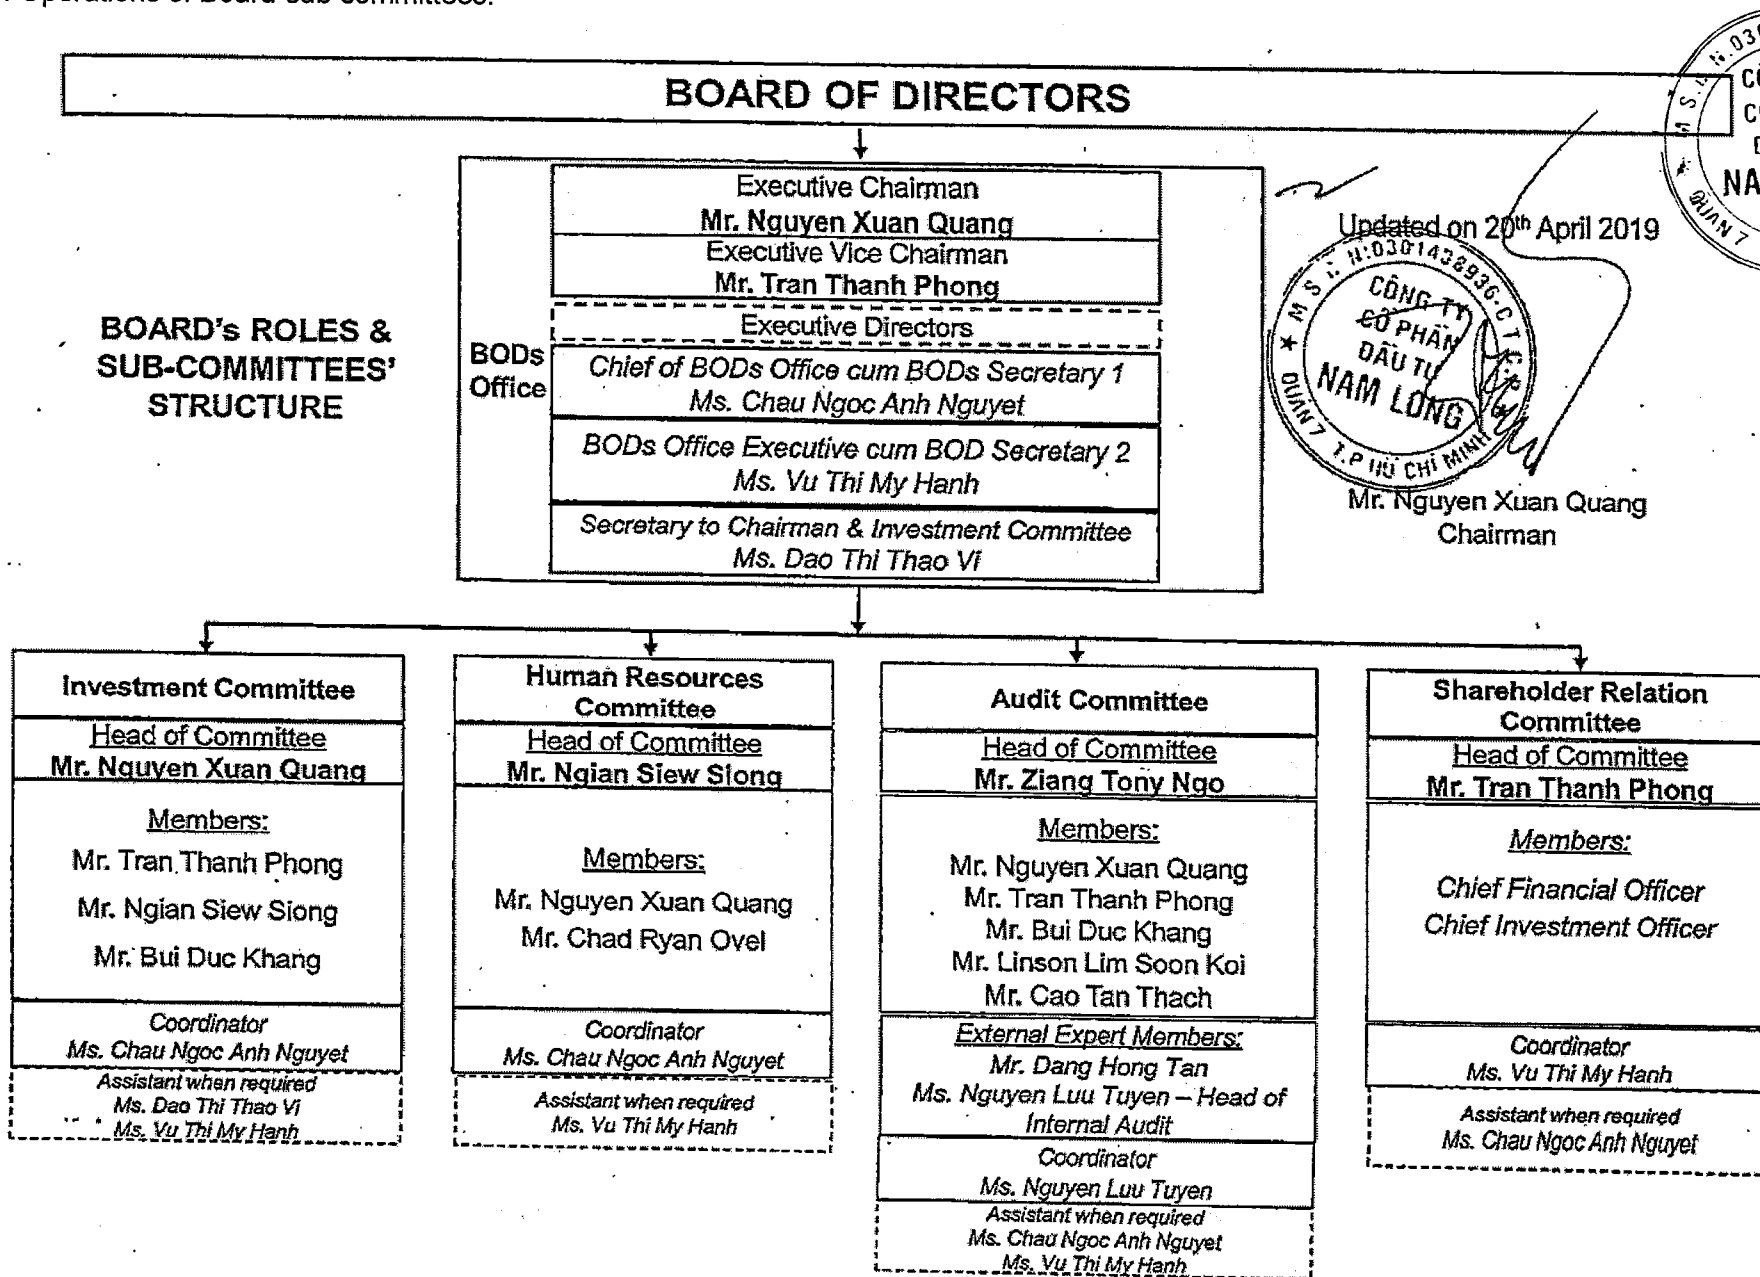 Operations of Board sub committees.
BOARD OF DIRECTORS
Executive Chairman
Mr. Nguyen Xuan Quang
Executive Vice Chairman
Mr. Tran Thanh Phong
Executive Directors
BODs
Office
Chief of BODs Office cum BODs Secretary 1
Ms. Chau Ngoc Anh Nguyet
BODs Office Executive cum BOD Secretary 2
Ms. Vu Thi My Hanh
Secretary to Chairman & Investment Committee
Ms. Dao Thi Thao Vi
BOARD's ROLES &
SUB-COMMITTEES'
STRUCTURE
Updated on 20th April 2019
M.S.D.N:0301438936-C.T.C.P
CÔNG TY
CỔ PHẦN
ĐẦU TƯ
NAM LONG
QUẬN 7 T.P HỒ CHÍ MINH
Mr. Nguyen Xuan Quang
Chairman
NA
QUẬN 7
Investment Committee
Head of Committee
Mr. Nguyen Xuan Quang
Members:
Mr. Tran Thanh Phong
Mr. Ngian Siew Siong
Mr. Bui Duc Khang
Coordinator
Ms. Chau Ngoc Anh Nguyet
Assistant when required
Ms. Dao Thi Thao Vi
Ms. Vu Thi My Hanh
Human Resources
Committee
Head of Committee
Mr. Ngian Siew Siong
Members:
Mr. Nguyen Xuan Quang
Mr. Chad Ryan Ovel
Coordinator
Ms. Chau Ngoc Anh Nguyet
Assistant when required
Ms. Vu Thi My Hanh
Audit Committee
Head of Committee
Mr. Ziang Tony Ngo
Members:
Mr. Nguyen Xuan Quang
Mr. Tran Thanh Phong
Mr. Bui Duc Khang
Mr. Linson Lim Soon Koi
Mr. Cao Tan Thach
External Expert Members:
Mr. Dang Hong Tan
Ms. Nguyen Luu Tuyen – Head of
Internal Audit
Coordinator
Ms. Nguyen Luu Tuyen
Assistant when required
Ms. Chau Ngoc Anh Nguyet
Ms. Vu Thi My Hanh
Shareholder Relation
Committee
Head of Committee
Mr. Tran Thanh Phong
Members:
Chief Financial Officer
Chief Investment Officer
Coordinator
Ms. Vu Thi My Hanh
Assistant when required
Ms. Chau Ngoc Anh Nguyet